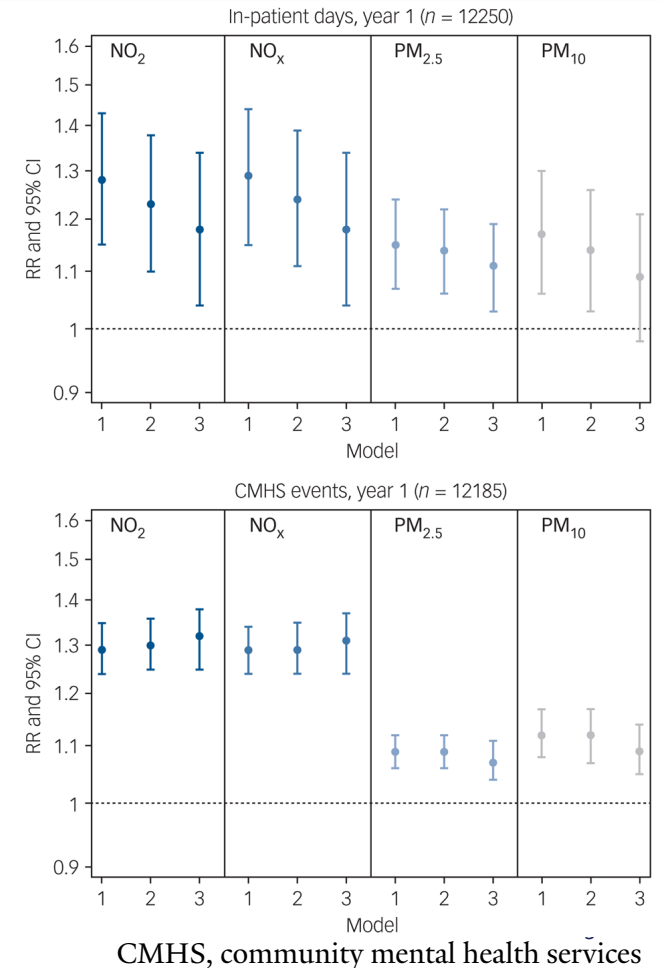 In-patient days, year 1 (n = 12250)
NO2 NOx PM2.5 PM10
1.6
1.5
1.4
1.3
1.2
1.1
1
0.9
RR and 95% CI
1 2 3 1 2 3 1 2 3 1 2 3
Model
CMHS events, year 1 (n = 12185)
NO2 NOx PM2.5 PM10
1.6
1.5
1.4
1.3
1.2
1.1
1
0.9
RR and 95% CI
1 2 3 1 2 3 1 2 3 1 2 3
Model
CMHS, community mental health services